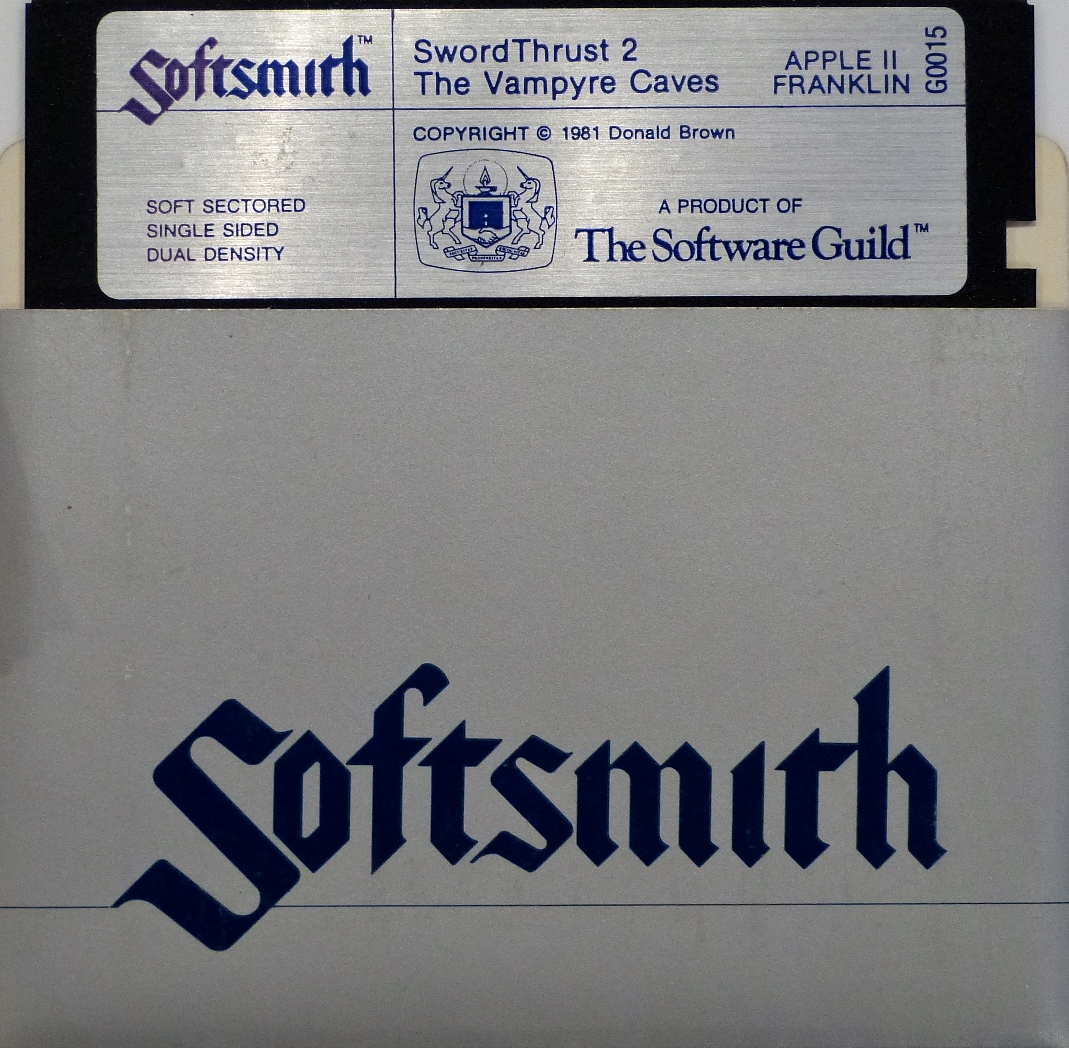 Softsmith™
SwordThrust 2
The Vampyre Caves
APPLE II
FRANKLIN
G0015
COPYRIGHT © 1981 Donald Brown
SOFT SECTORED
SINGLE SIDED
DUAL DENSITY
A PRODUCT OF
The Software Guild™
Softsmith